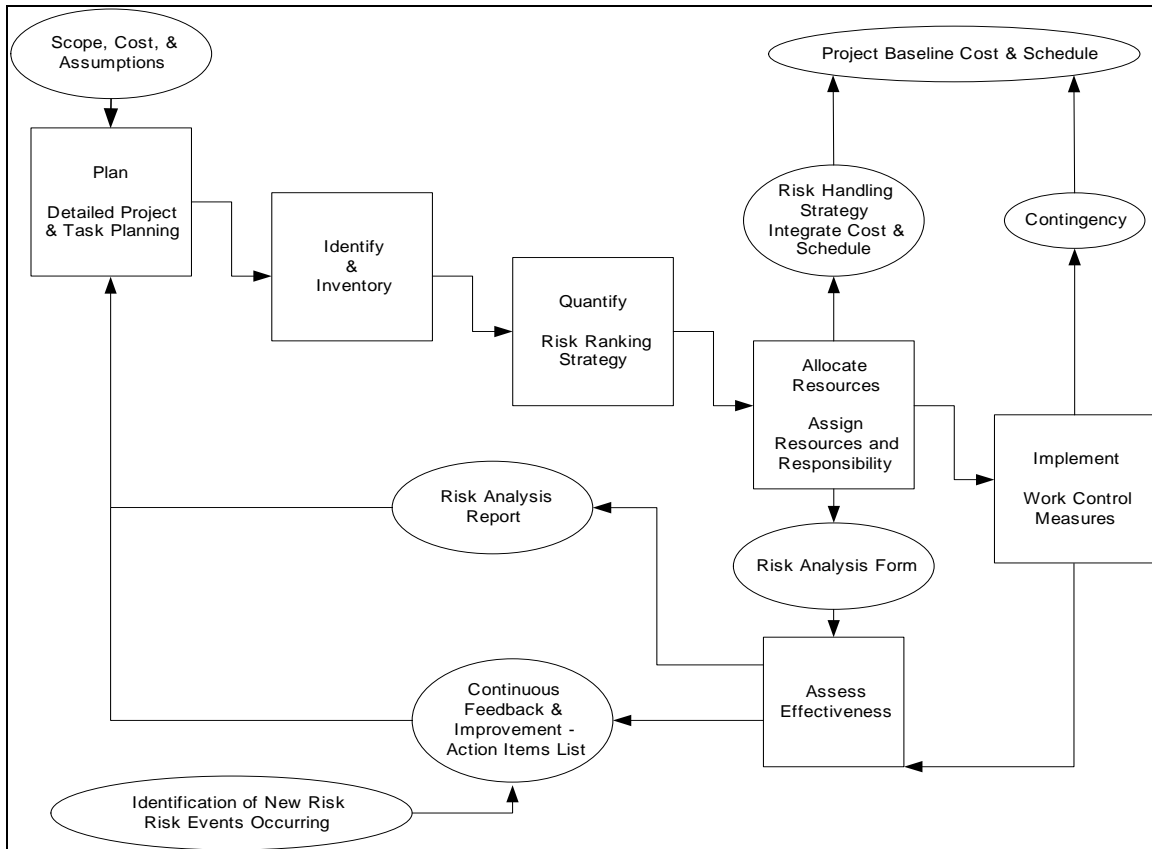 Scope, Cost, &
Assumptions
Project Baseline Cost & Schedule
Plan
Detailed Project
& Task Planning
Risk Handling
Strategy
Integrate Cost &
Schedule
Contingency
Identify
&
Inventory
Quantify
Risk Ranking
Strategy
Allocate
Resources
Assign
Resources and
Responsibility
Implement
Work Control
Measures
Risk Analysis
Report
Risk Analysis Form
Continuous
Feedback &
Improvement -
Action Items List
Assess
Effectiveness
Identification of New Risk
Risk Events Occurring